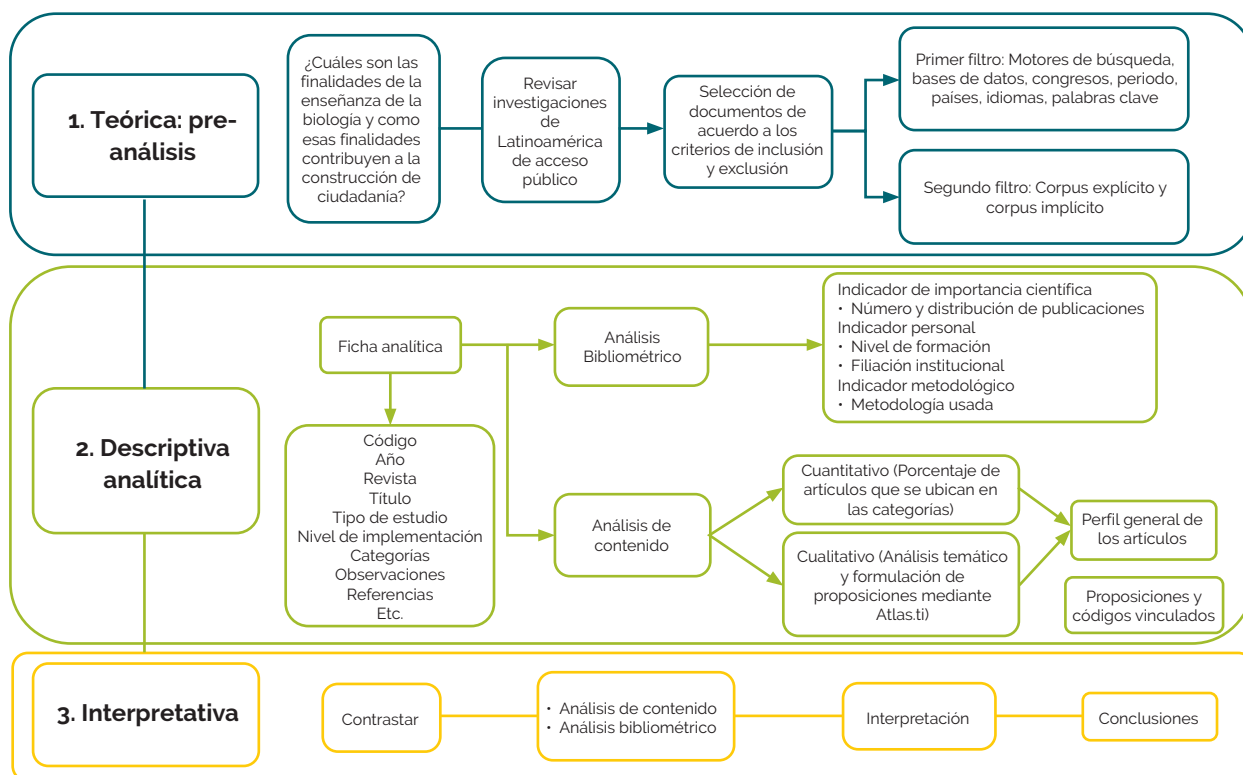 1. Teórica: pre-
análisis
¿Cuáles son las
finalidades de la
enseñanza de la
biología y como
esas finalidades
contribuyen a la
construcción de
ciudadanía?
Revisar
investigaciones
de
Latinoamérica
de acceso
público
Selección de
documentos de
acuerdo a los
criterios de inclusión
y exclusión
Primer filtro: Motores de búsqueda,
bases de datos, congresos, periodo,
países, idiomas, palabras clave
Segundo filtro: Corpus explícito y
corpus implícito
2. Descriptiva
analítica
Ficha analítica
Código
Año
Revista
Título
Tipo de estudio
Nivel de implementación
Categorías
Observaciones
Referencias
Etc.
Análisis
Bibliométrico
Indicador de importancia científica
• Número y distribución de publicaciones
Indicador personal
• Nivel de formación
• Filiación institucional
Indicador metodológico
• Metodología usada
Análisis de
contenido
Cuantitativo (Porcentaje de
artículos que se ubican en
las categorías)
Cualitativo (Análisis temático
y formulación de
proposiciones mediante
Atlas.ti)
Perfil general de
los artículos
Proposiciones y
códigos vinculados
3. Interpretativa
Contrastar
• Análisis de contenido
• Análisis bibliométrico
Interpretación
Conclusiones